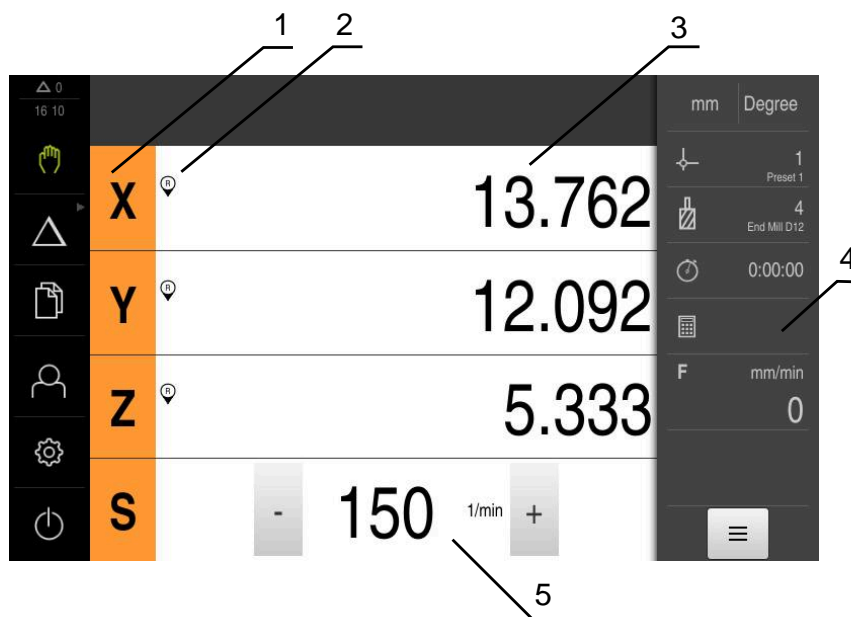 1 2 3
0
16 10
mm Degree
1
Preset 1
X R 13.762
4
End Mill D12
4
0:00:00
Y R 12.092
F mm/min
0
Z R 5.333
S - 150 1/min +
5